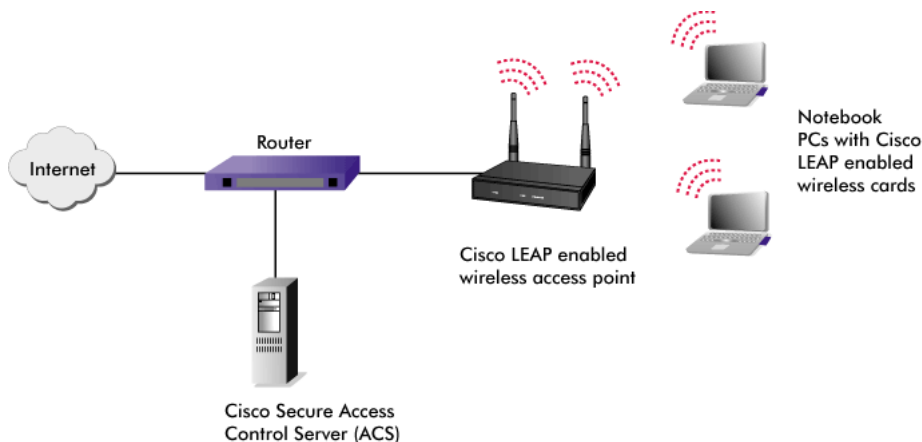 Router
Internet
Notebook
PCs with Cisco
LEAP enabled
wireless cards
Cisco LEAP enabled
wireless access point
Cisco Secure Access
Control Server (ACS)